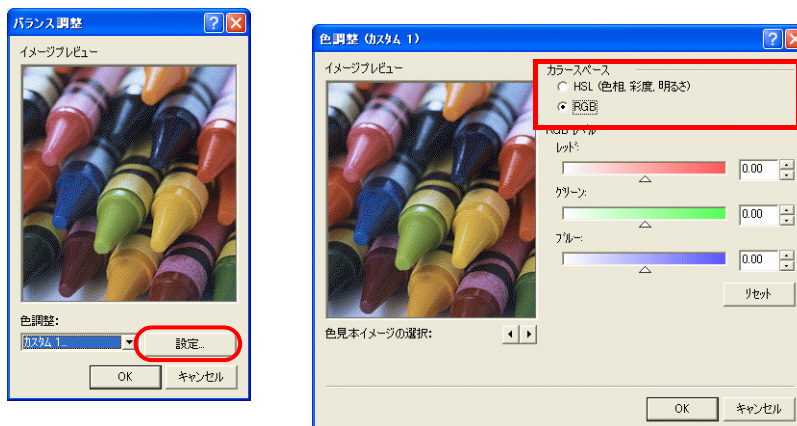 バランス調整
イメージプレビュー
色調整:
カスタム 1...
設定...
OK
キャンセル
色調整 (カスタム 1)
イメージプレビュー
色見本イメージの選択:
カラースペース
HSL (色相, 彩度, 明るさ)
RGB
RGB レベル
レッド:
0.00
グリーン:
0.00
ブルー:
0.00
リセット
OK
キャンセル